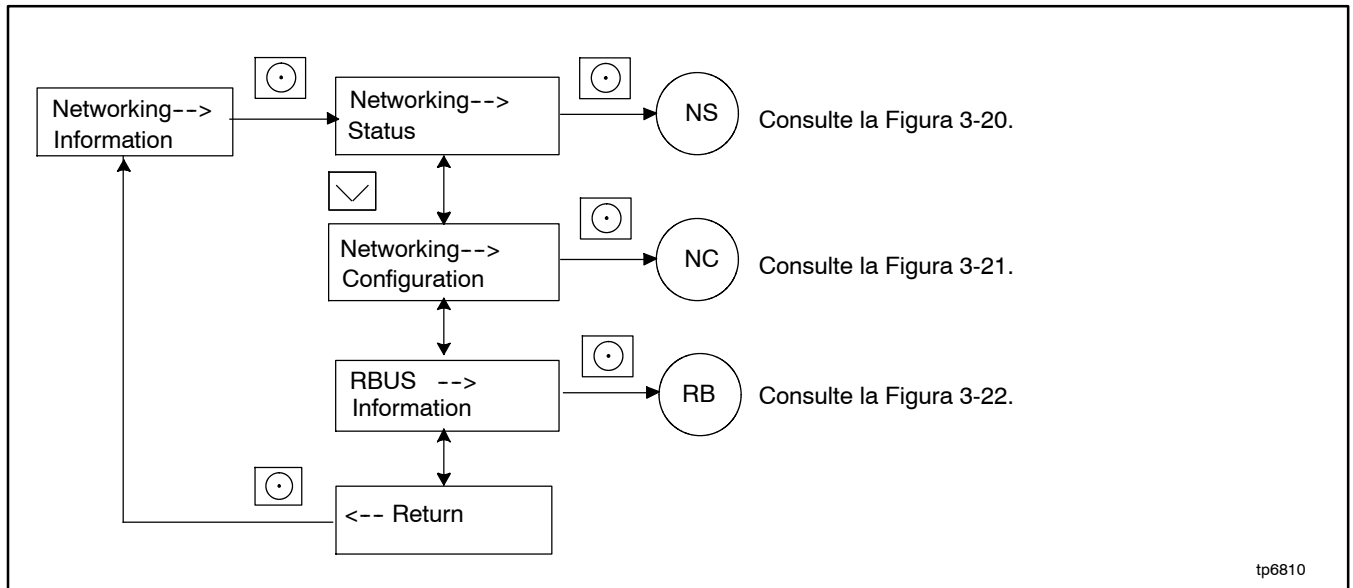 Networking-->
Information
Networking-->
Status
NS
Consulte la Figura 3-20.
Networking-->
Configuration
NC
Consulte la Figura 3-21.
RBUS -->
Information
RB
Consulte la Figura 3-22.
<-- Return
tp6810